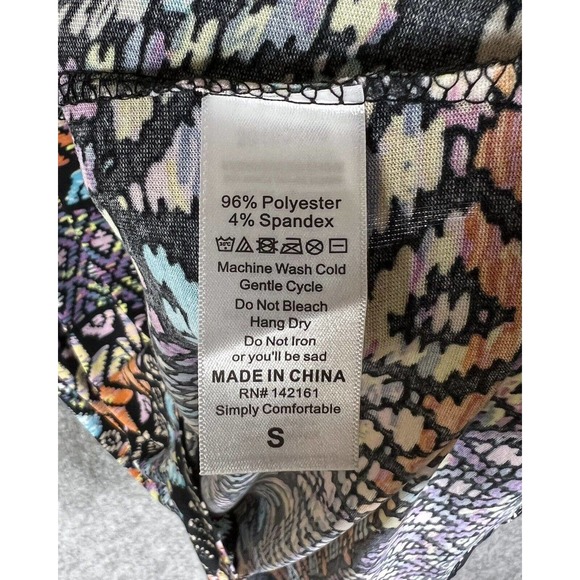 96% Polyester
4% Spandex
Machine Wash Cold
Gentle Cycle
Do Not Bleach
Hang Dry
Do Not Iron
or you'll be sad
MADE IN CHINA
RN# 142161
Simply Comfortable
S